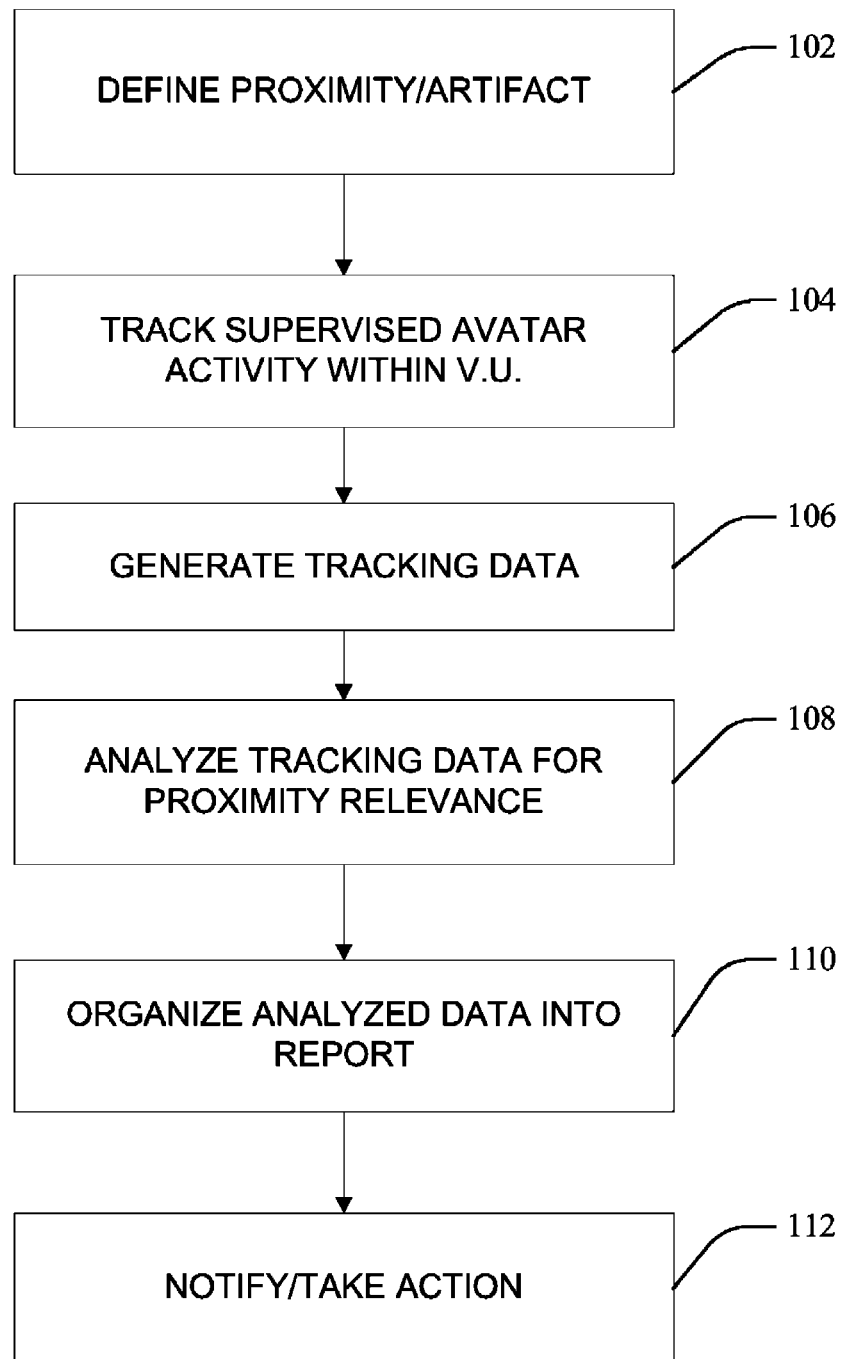 DEFINE PROXIMITY/ARTIFACT
102
TRACK SUPERVISED AVATAR
ACTIVITY WITHIN V.U.
104
GENERATE TRACKING DATA
106
ANALYZE TRACKING DATA FOR
PROXIMITY RELEVANCE
108
ORGANIZE ANALYZED DATA INTO
REPORT
110
NOTIFY/TAKE ACTION
112